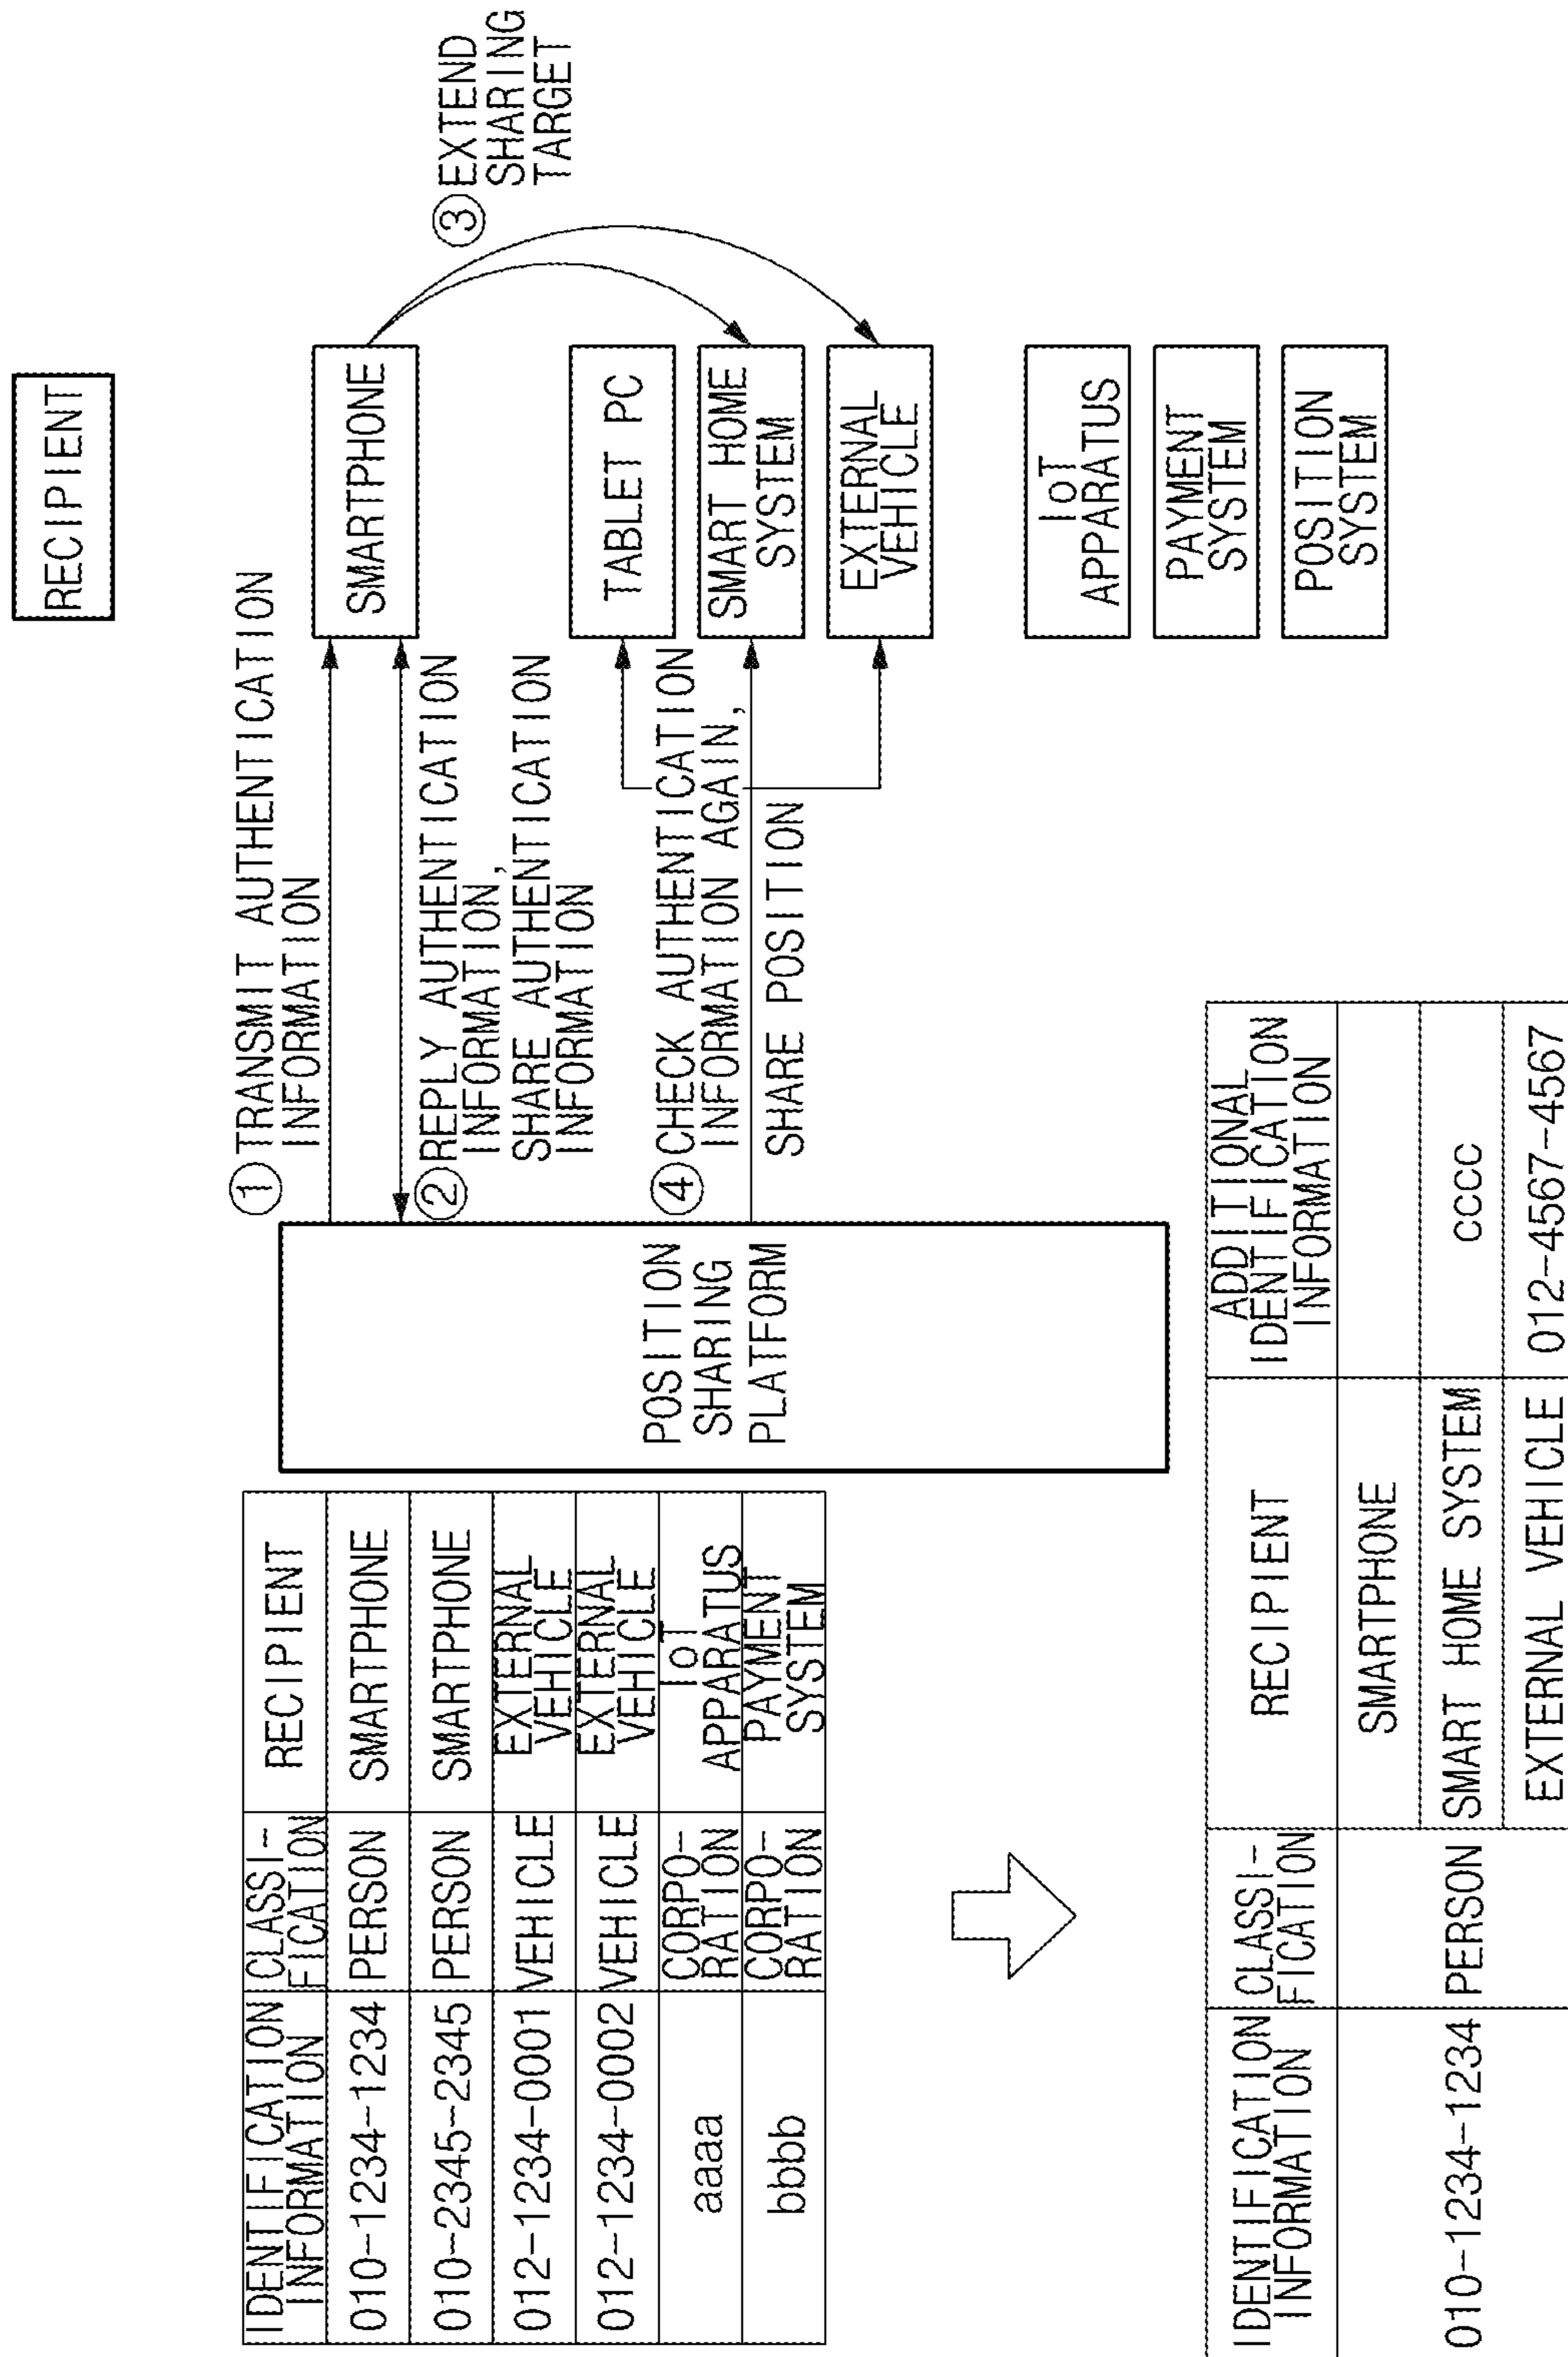 RECIPIENT
① TRANSMIT AUTHENTICATION
INFORMATION
SMARTPHONE
② REPLY AUTHENTICATION
INFORMATION,
SHARE AUTHENTICATION
INFORMATION
③ EXTEND
SHARING
TARGET
④ CHECK AUTHENTICATION
INFORMATION AGAIN,
SHARE POSITION
TABLET PC
SMART HOME
SYSTEM
EXTERNAL
VEHICLE
IoT
APPARATUS
PAYMENT
SYSTEM
POSITION
SYSTEM
POSITION
SHARING
PLATFORM
IDENTIFICATION CLASSI- RECIPIENT
INFORMATION FICATION
010-1234-1234 PERSON SMARTPHONE
010-2345-2345 PERSON SMARTPHONE
012-1234-0001 VEHICLE EXTERNAL
VEHICLE
012-1234-0002 VEHICLE EXTERNAL
VEHICLE
aaaa CORPO- IoT
RATION APPARATUS
bbbb CORPO- PAYMENT
RATION SYSTEM
IDENTIFICATION CLASSI- RECIPIENT ADDITIONAL
INFORMATION FICATION IDENTIFICATION
INFORMATION
SMARTPHONE
010-1234-1234 PERSON SMART HOME SYSTEM cccc
EXTERNAL VEHICLE 012-4567-4567